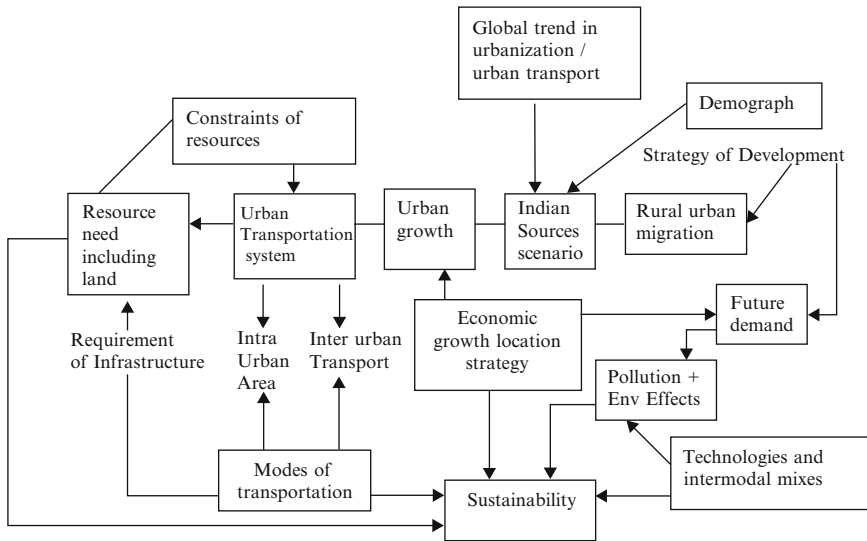 Global trend in
urbanization /
urban transport
Demograph
Constraints of
resources
Strategy of Development
Resource
need
including
land
Urban
Transportation
system
Urban
growth
Indian
Sources
scenario
Rural urban
migration
Future
demand
Economic
growth location
strategy
Requirement
of Infrastructure
Intra
Urban
Area
Inter urban
Transport
Pollution +
Env Effects
Modes of
transportation
Sustainability
Technologies and
intermodal mixes